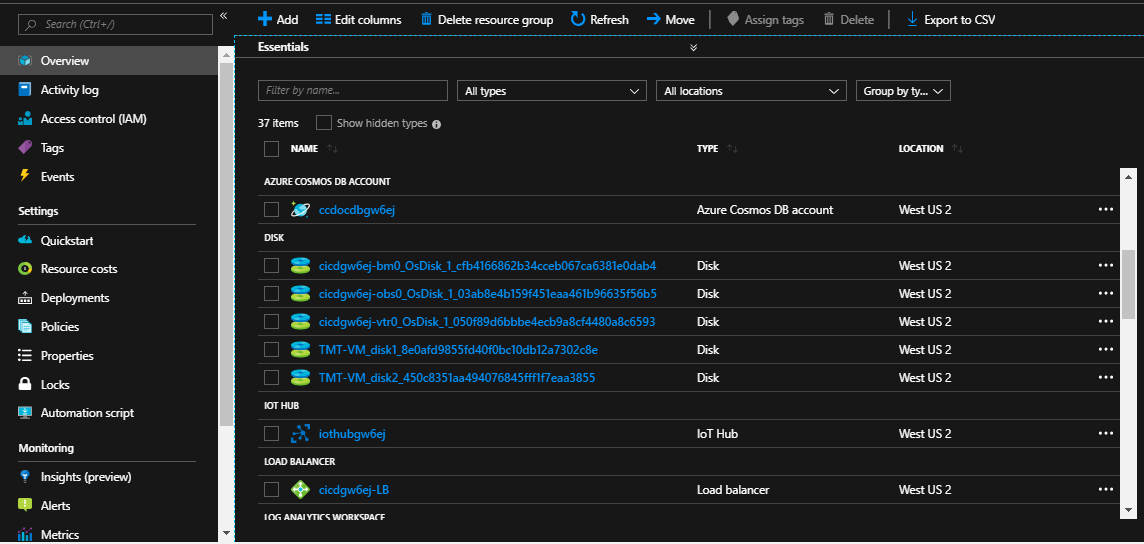 Search (Ctrl+/)
«
Overview
Activity log
Access control (IAM)
Tags
Events
Settings
Quickstart
Resource costs
Deployments
Policies
Properties
Locks
Automation script
Monitoring
Insights (preview)
Alerts
Metrics
Add Edit columns Delete resource group Refresh Move Assign tags Delete Export to CSV
Essentials
Filter by name... All types All locations Group by ty...
37 items Show hidden types
NAME TYPE LOCATION
AZURE COSMOS DB ACCOUNT
ccdocdbgw6ej Azure Cosmos DB account West US 2 •••
DISK
cicdgw6ej-bm0_OsDisk_1_cfb4166862b34cceb067ca6381e0dab4 Disk West US 2 •••
cicdgw6ej-obs0_OsDisk_1_03ab8e4b159f451eaa461b96635f56b5 Disk West US 2 •••
cicdgw6ej-vtr0_OsDisk_1_050f89d6bbbe4ecb9a8cf4480a8c6593 Disk West US 2 •••
TMT-VM_disk1_8e0afd9855fd40f0bc10db12a7302c8e Disk West US 2 •••
TMT-VM_disk2_450c8351aa494076845fff1f7eaa3855 Disk West US 2 •••
IOT HUB
iothubgw6ej IoT Hub West US 2 •••
LOAD BALANCER
cicdgw6ej-LB Load balancer West US 2 •••
LOG ANALYTICS WORKSPACE